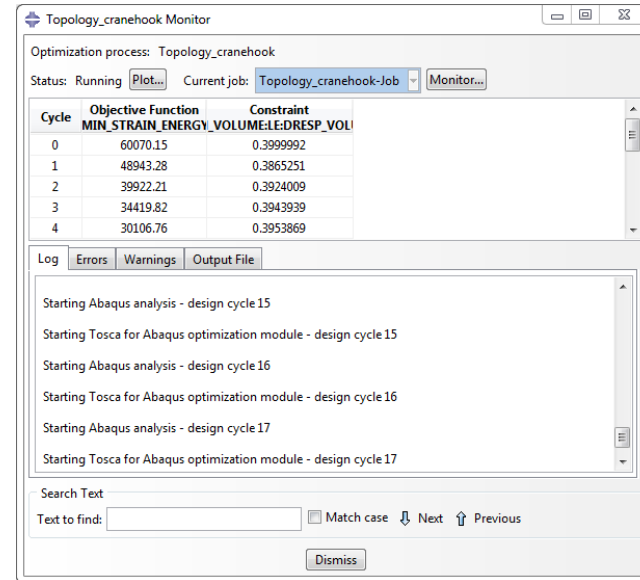 Topology_cranehook Monitor
Optimization process: Topology_cranehook
Status: Running Plot... Current job: Topology_cranehook-Job Monitor...
Cycle Objective Function Constraint
MIN_STRAIN_ENERGY _VOLUME:LE:DRESP_VOLU
0 60070.15 0.3999992
1 48943.28 0.3865251
2 39922.21 0.3924009
3 34419.82 0.3943939
4 30106.76 0.3953869
Log Errors Warnings Output File
Starting Abaqus analysis - design cycle 15
Starting Tosca for Abaqus optimization module - design cycle 15
Starting Abaqus analysis - design cycle 16
Starting Tosca for Abaqus optimization module - design cycle 16
Starting Abaqus analysis - design cycle 17
Starting Tosca for Abaqus optimization module - design cycle 17
Search Text
Text to find: Match case Next Previous
Dismiss